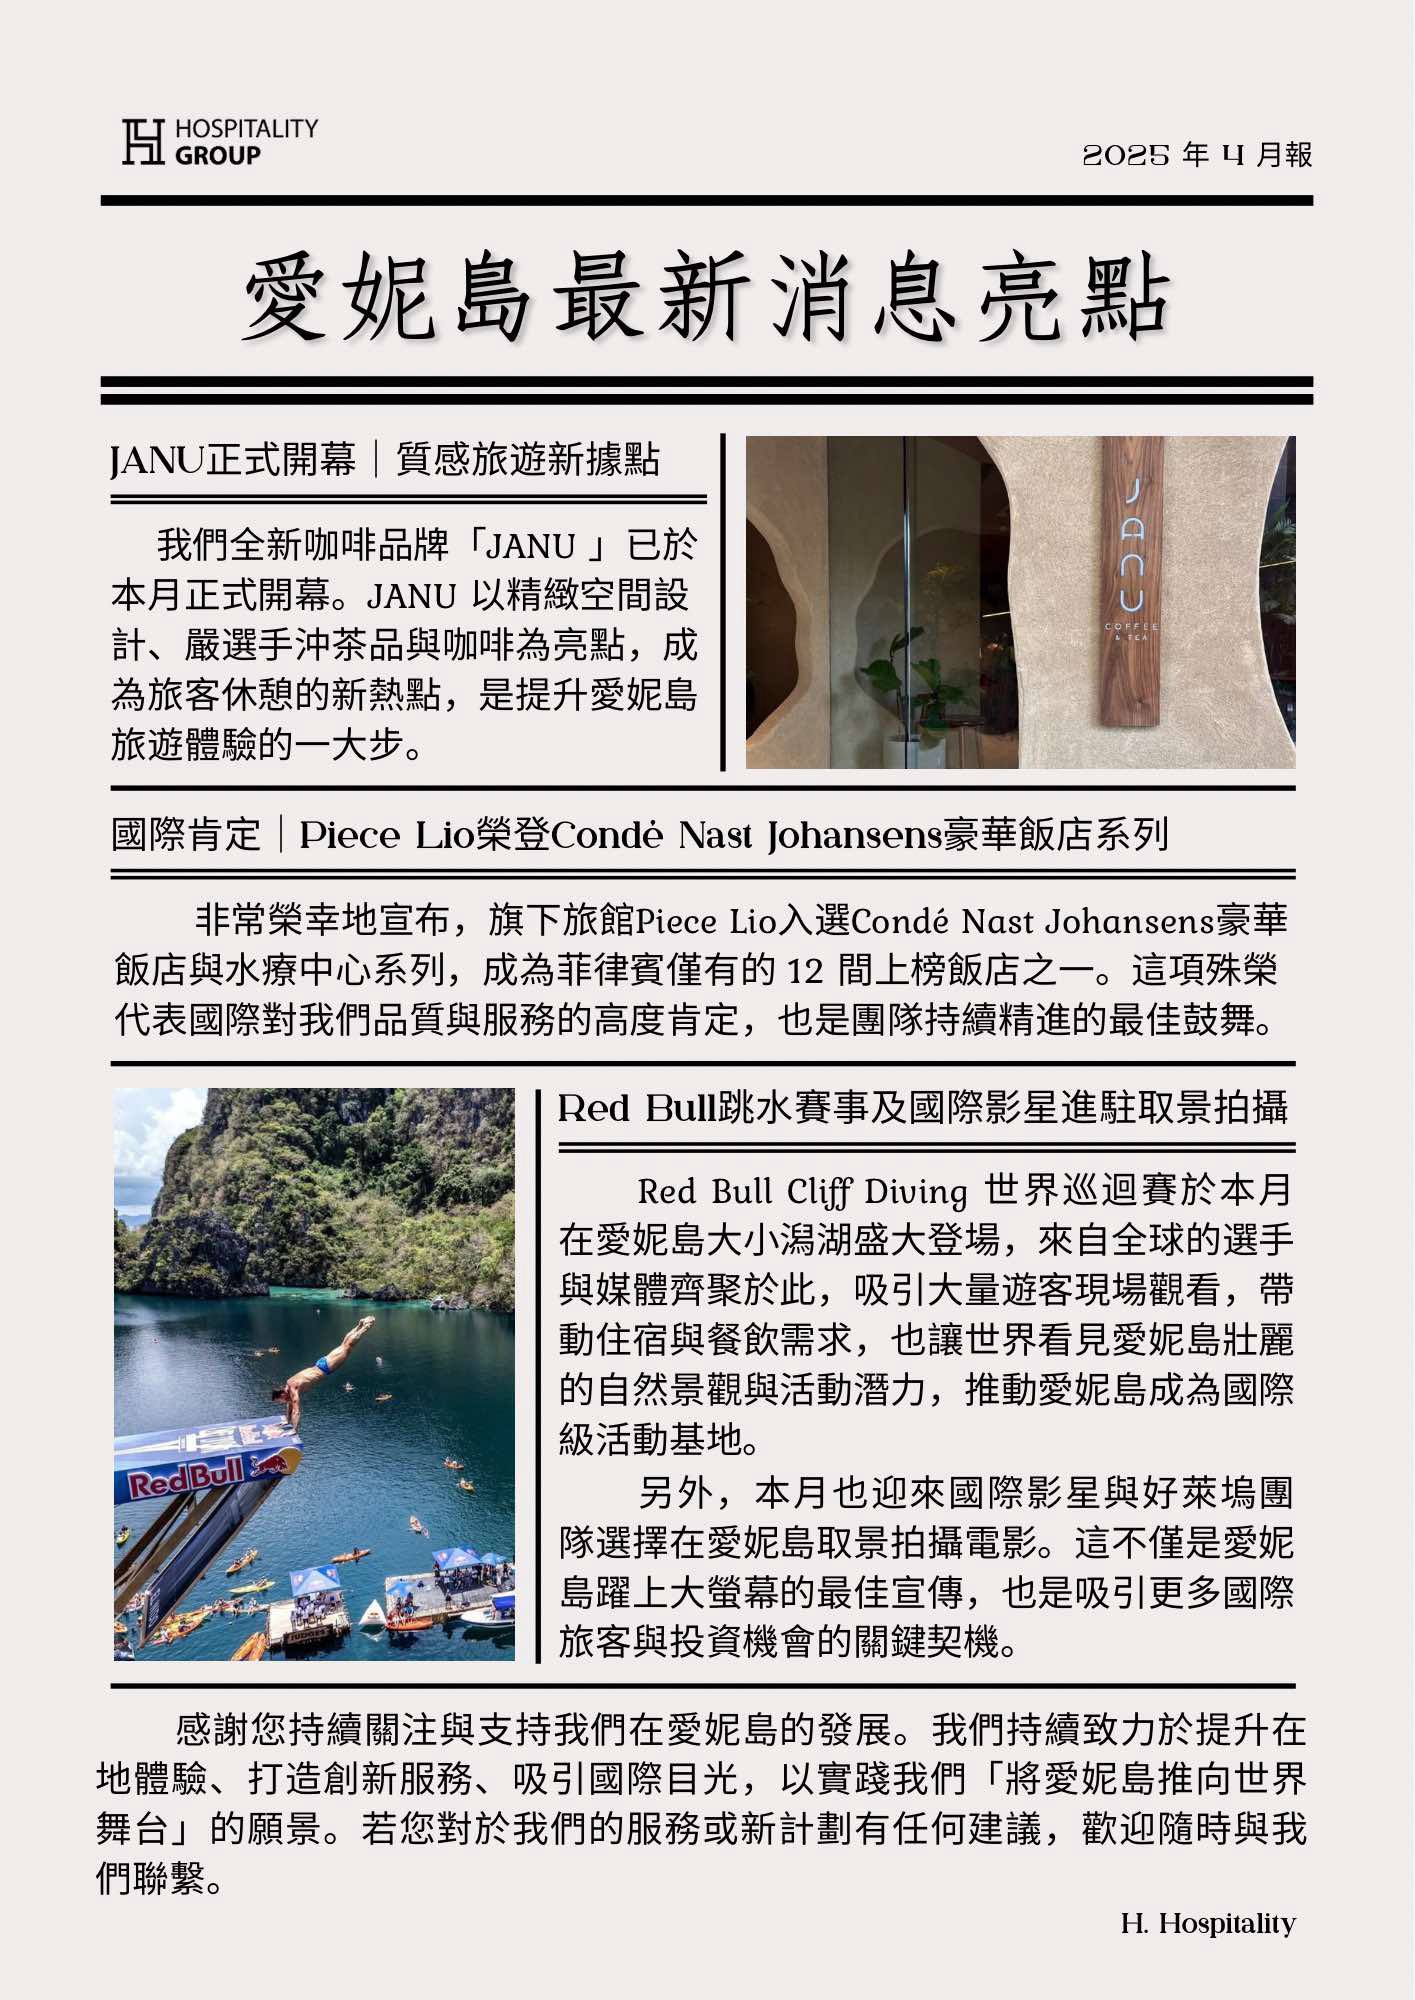 HOSPITALITY
GROUP
2025 年 4 月報
愛妮島最新消息亮點
JANU正式開幕｜質感旅遊新據點
我們全新咖啡品牌「JANU 」已於
本月正式開幕。JANU 以精緻空間設
計、嚴選手沖茶品與咖啡為亮點，成
為旅客休憩的新熱點，是提升愛妮島
旅遊體驗的一大步。
JANU
COFFEE
& TEA
國際肯定｜Piece Lio榮登Condé Nast Johansens豪華飯店系列
非常榮幸地宣布，旗下旅館Piece Lio入選Condé Nast Johansens豪華
飯店與水療中心系列，成為菲律賓僅有的 12 間上榜飯店之一。這項殊榮
代表國際對我們品質與服務的高度肯定，也是團隊持續精進的最佳鼓舞。
Red Bull
JUDGES
Red Bull跳水賽事及國際影星進駐取景拍攝
Red Bull Cliff Diving 世界巡迴賽於本月
在愛妮島大小潟湖盛大登場，來自全球的選手
與媒體齊聚於此，吸引大量遊客現場觀看，帶
動住宿與餐飲需求，也讓世界看見愛妮島壯麗
的自然景觀與活動潛力，推動愛妮島成為國際
級活動基地。
另外，本月也迎來國際影星與好萊塢團
隊選擇在愛妮島取景拍攝電影。這不僅是愛妮
島躍上大螢幕的最佳宣傳，也是吸引更多國際
旅客與投資機會的關鍵契機。
感謝您持續關注與支持我們在愛妮島的發展。我們持續致力於提升在
地體驗、打造創新服務、吸引國際目光，以實踐我們「將愛妮島推向世界
舞台」的願景。若您對於我們的服務或新計劃有任何建議，歡迎隨時與我
們聯繫。
H. Hospitality